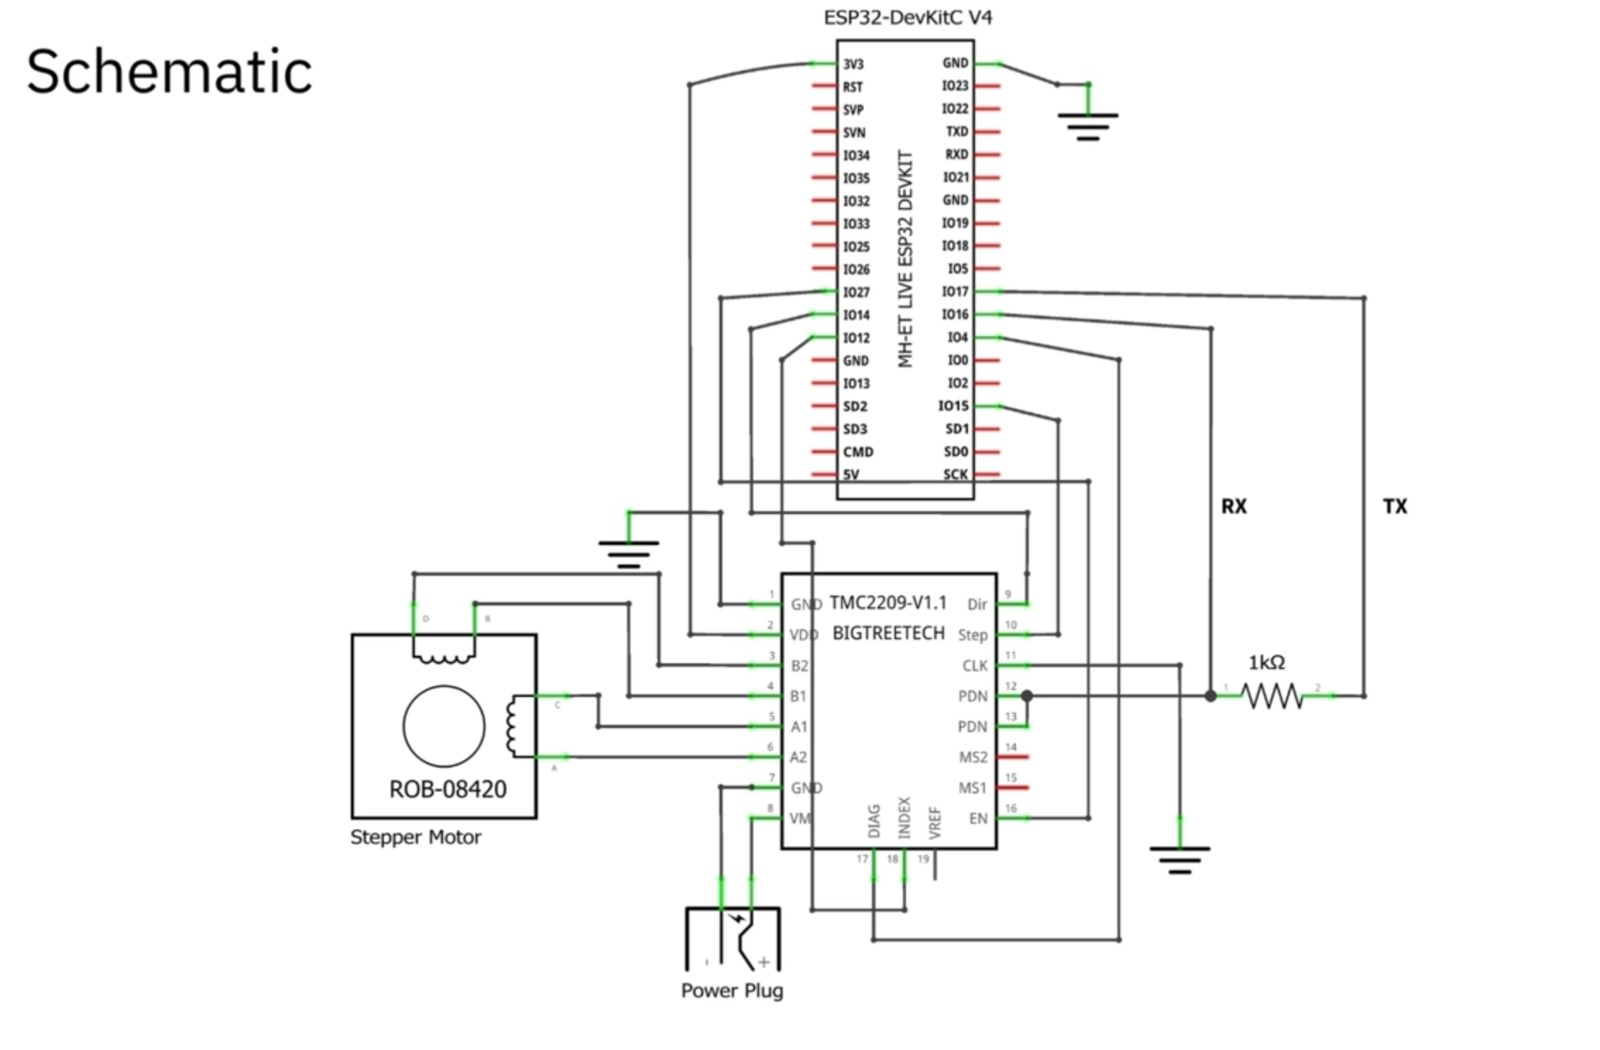 Schematic
ESP32-DevKitC V4
MH-ET LIVE ESP32 DEVKIT
3V3
RST
SVP
SVN
IO34
IO35
IO32
IO33
IO25
IO26
IO27
IO14
IO12
GND
IO13
SD2
SD3
CMD
5V
GND
IO23
IO22
TXD
RXD
IO21
GND
IO19
IO18
IO5
IO17
IO16
IO4
IO0
IO2
IO15
SD1
SD0
SCK
RX
TX
1kΩ
1
2
TMC2209-V1.1
BIGTREETECH
1 GND
2 VDD
3 B2
4 B1
5 A1
6 A2
7 GND
8 VM
Dir 9
Step 10
CLK 11
PDN 12
PDN 13
MS2 14
MS1 15
EN 16
DIAG
INDEX
VREF
17
18
19
D
B
C
A
ROB-08420
Stepper Motor
- +
Power Plug